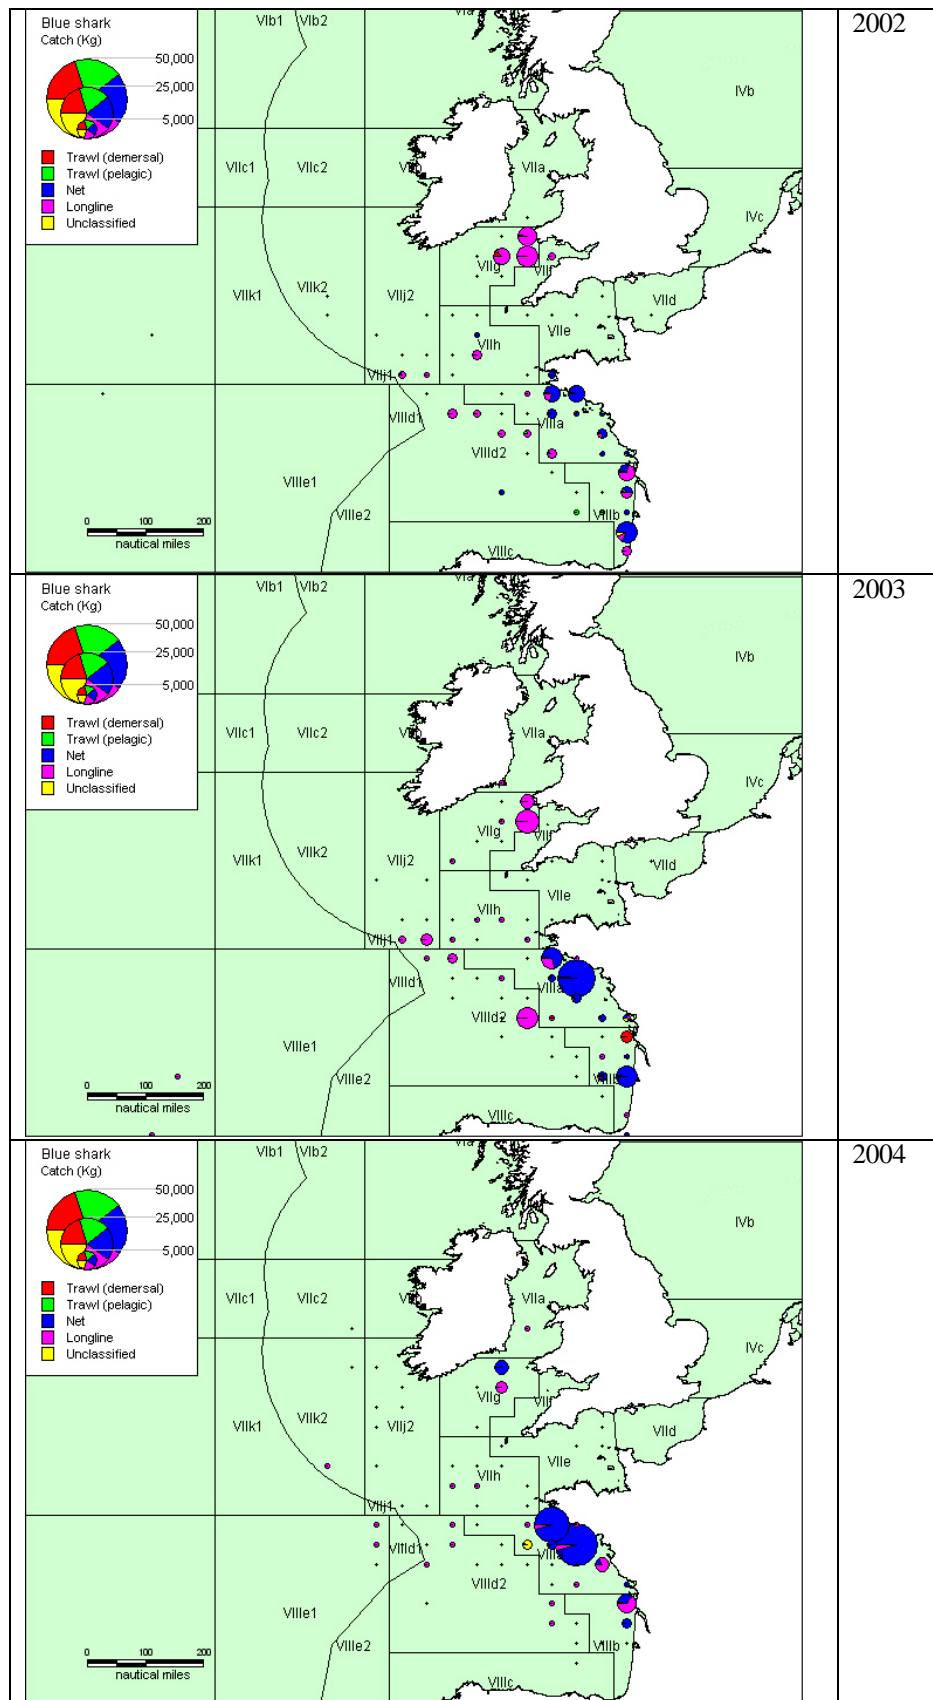 2002
Blue shark
Catch (Kg)
50,000
25,000
5,000
Trawl (demersal)
Trawl (pelagic)
Net
Longline
Unclassified
VIb1 VIb2
IVb
VIIc1 VIIc2 VIIa
IVc
VIIg
VIIk1 VIIk2 VIIj2 VIId
VIIe
VIIh
VIIj1
VIIId1 VIIIa
VIIId2
VIIIe1
VIIIe2 VIIIb
VIIIc
0 100 200
nautical miles
2003
Blue shark
Catch (Kg)
50,000
25,000
5,000
Trawl (demersal)
Trawl (pelagic)
Net
Longline
Unclassified
VIb1 VIb2
IVb
VIIc1 VIIc2 VIIa
IVc
VIIg
VIIk1 VIIk2 VIIj2 VIId
VIIe
VIIh
VIIj1
VIIId1 VIIIa
VIIId2
VIIIe1
VIIIe2 VIIIb
VIIIc
0 100 200
nautical miles
2004
Blue shark
Catch (Kg)
50,000
25,000
5,000
Trawl (demersal)
Trawl (pelagic)
Net
Longline
Unclassified
VIb1 VIb2
IVb
VIIc1 VIIc2 VIIa
IVc
VIIg VIIf
VIIk1 VIIk2 VIIj2 VIId
VIIe
VIIh
VIIj1
VIIId1 VIIIa
VIIId2
VIIIe1
VIIIe2 VIIIb
VIIIc
0 100 200
nautical miles